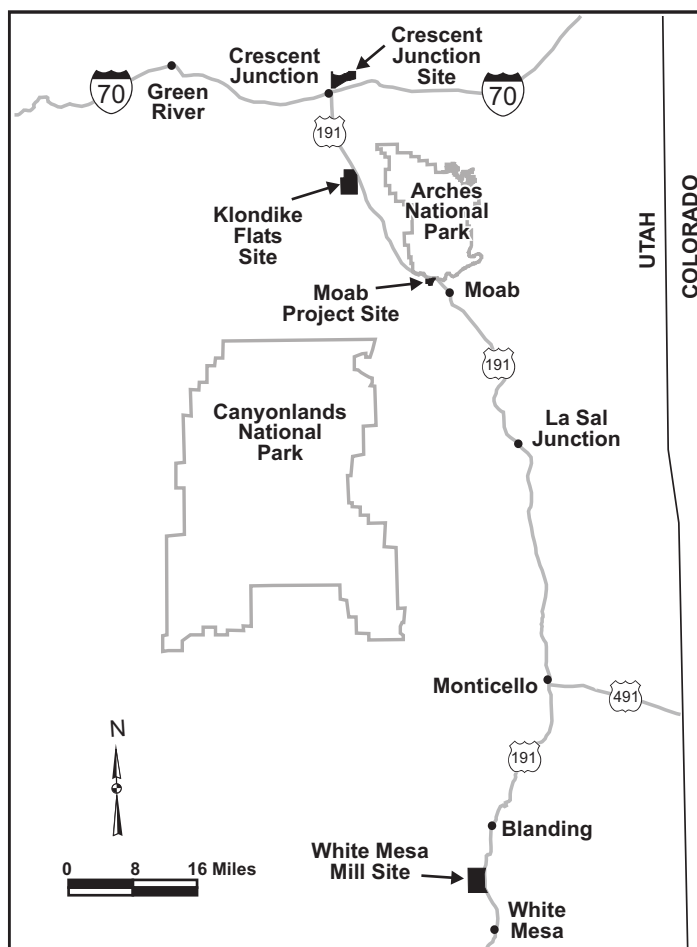 Crescent
Junction
Crescent
Junction
Site
70
Green
River
70
191
Klondike
Flats
Site
Arches
National
Park
UTAH
COLORADO
Moab
Project Site
Moab
191
Canyonlands
National
Park
La Sal
Junction
Monticello
491
N
191
Blanding
0 8 16 Miles
White Mesa
Mill Site
White
Mesa